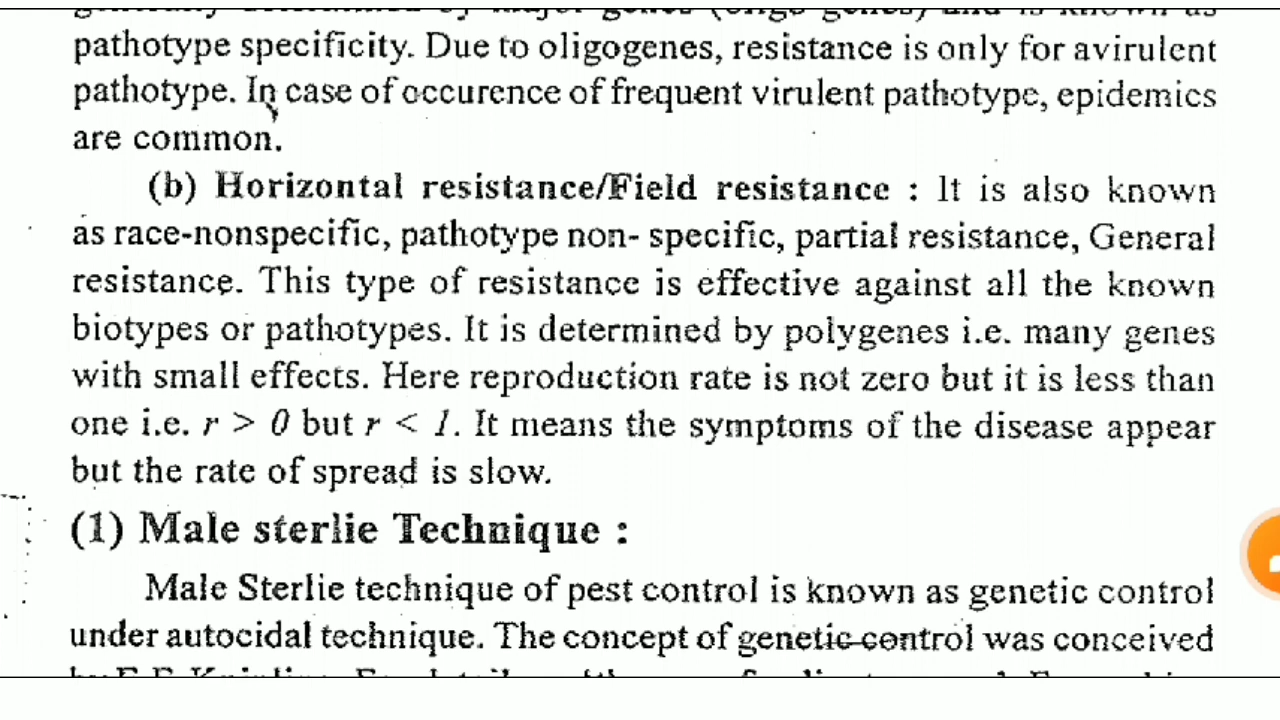 pathotype specificity. Due to oligogenes, resistance is only for avirulent
pathotype. In case of occurence of frequent virulent pathotype, epidemics
are common.
(b) Horizontal resistance/Field resistance : It is also known
as race-nonspecific, pathotype non- specific, partial resistance, General
resistance. This type of resistance is effective against all the known
biotypes or pathotypes. It is determined by polygenes i.e. many genes
with small effects. Here reproduction rate is not zero but it is less than
one i.e. r > 0 but r < 1. It means the symptoms of the disease appear
but the rate of spread is slow.
(1) Male sterlie Technique :
Male Sterlie technique of pest control is known as genetic control
under autocidal technique. The concept of genetic control was conceived